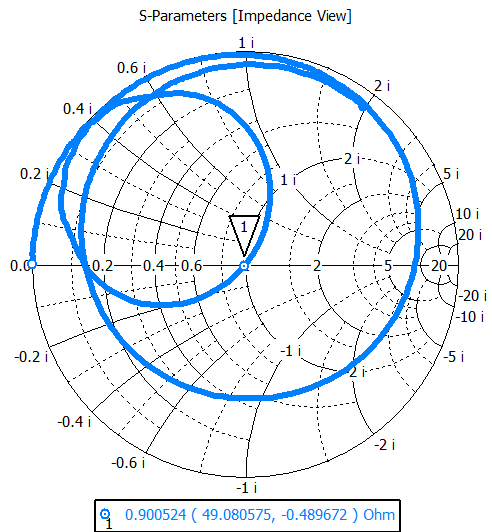 S-Parameters [Impedance View]
1 i
0.6 i
2 i
0.4 i
0.2 i
1 i
2 i
5 i
10 i
20 i
1
0.0
0.2
0.4
0.6
2
5
20
-20 i
-10 i
-0.2 i
-1 i
-5 i
-2 i
-0.4 i
-2 i
-0.6 i
-1 i
0.900524 ( 49.080575, -0.489672 ) Ohm
1